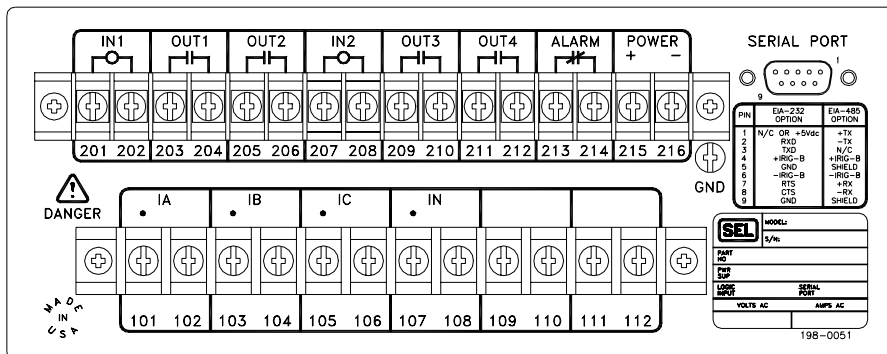 IN1 OUT1 OUT2 IN2 OUT3 OUT4 ALARM POWER
+ -
201 202 203 204 205 206 207 208 209 210 211 212 213 214 215 216
GND
SERIAL PORT
1
9
PIN EIA-232 OPTION EIA-485 OPTION
1 N/C OR +5Vdc +TX
2 RXD -TX
3 TXD N/C
4 +IRIG-B +IRIG-B
5 GND SHIELD
6 -IRIG-B -IRIG-B
7 RTS +RX
8 CTS -RX
9 GND SHIELD
DANGER
IA IB IC IN
101 102 103 104 105 106 107 108 109 110 111 112
MADE
IN
USA
SEL
MODEL:
S/N:
PART NO
PWR SUP
LOGIC INPUT SERIAL PORT
VOLTS AC AMPS AC
198-0051